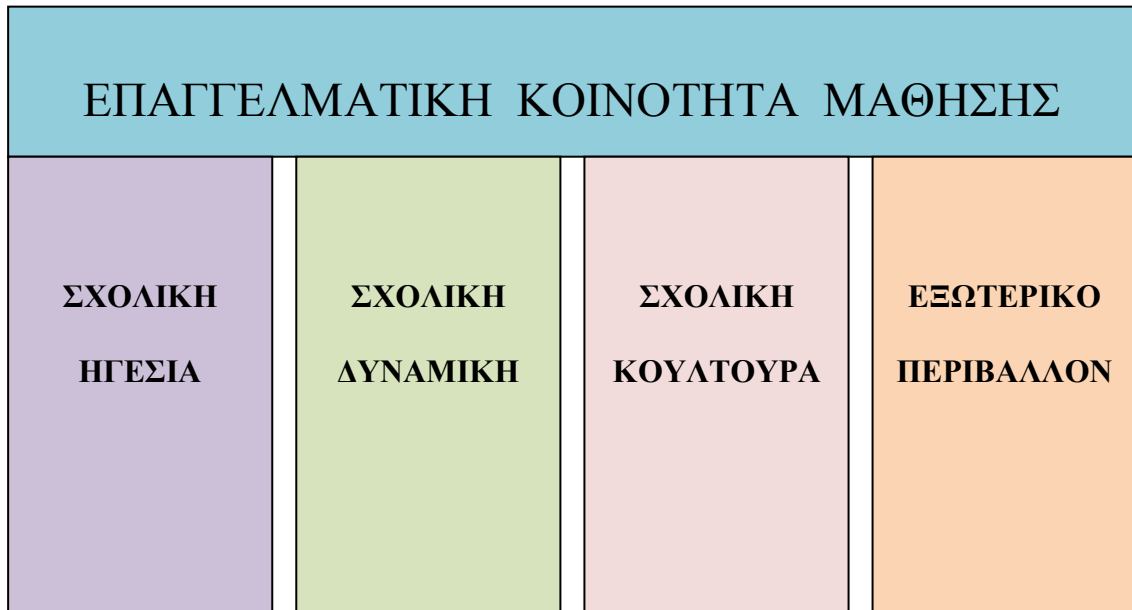 ΕΠΑΓΓΕΛΜΑΤΙΚΗ ΚΟΙΝΟΤΗΤΑ ΜΑΘΗΣΗΣ
ΣΧΟΛΙΚΗ
ΗΓΕΣΙΑ
ΣΧΟΛΙΚΗ
ΔΥΝΑΜΙΚΗ
ΣΧΟΛΙΚΗ
ΚΟΥΛΤΟΥΡΑ
ΕΞΩΤΕΡΙΚΟ
ΠΕΡΙΒΑΛΛΟΝ